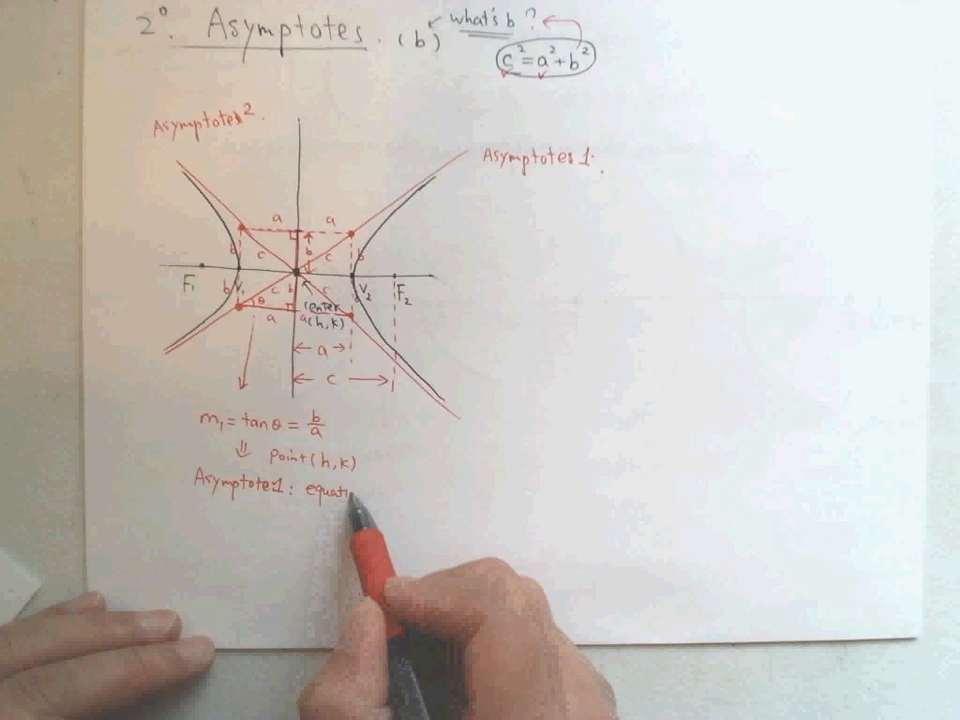 2°. Asymptotes. (b) what's b ?
c² = a² + b²
Asymptotes 2.
Asymptotes 1.
a a
b c b c b
F₁ b V₁ c b c V₂ F₂
θ center
a a (h, k)
← a →
← c →
m₁ = tanθ = b/a
⇓ point (h, k)
Asymptote 1: equati